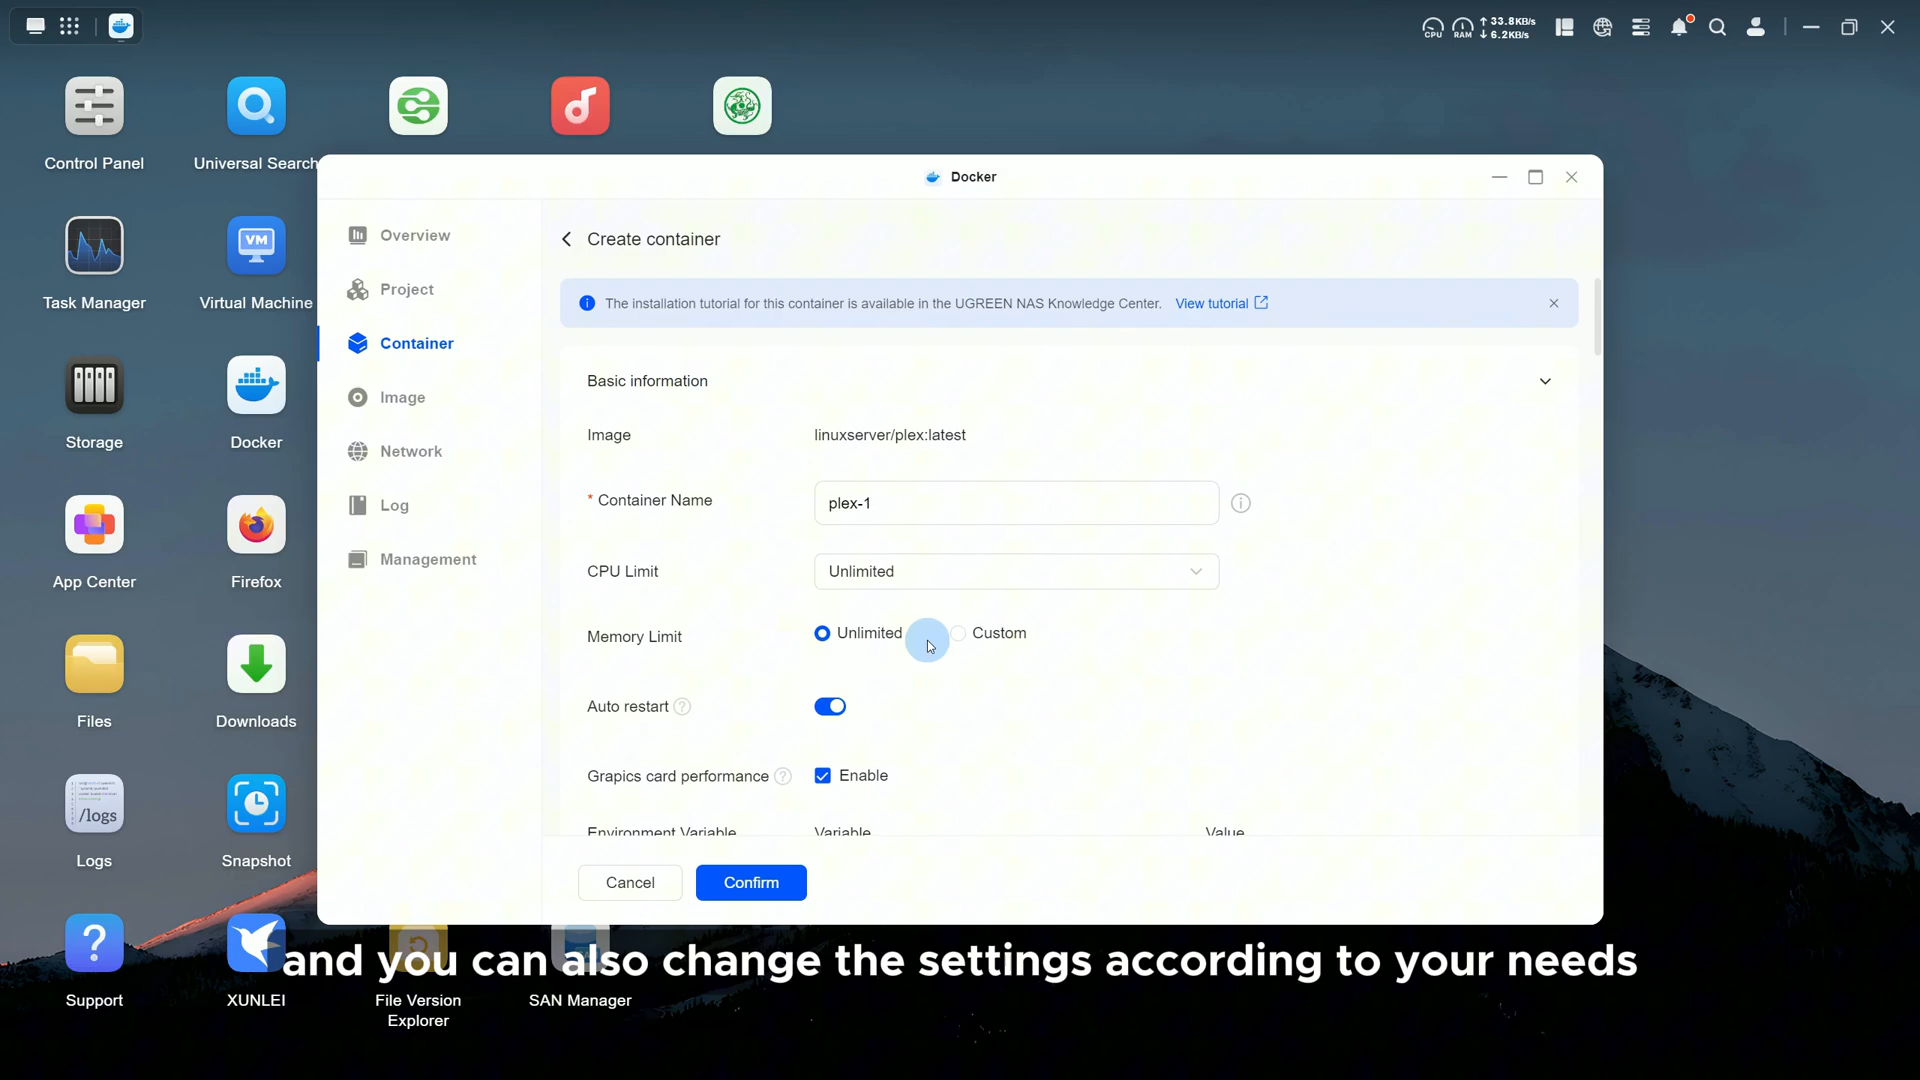 CPU
RAM
33.8KB/s
6.2KB/s
Control Panel
Universal Search
Task Manager
VM
Virtual Machine
Storage
Docker
App Center
Firefox
Files
Downloads
/logs
Logs
Snapshot
?
Support
XUNLEI
File Version
Explorer
SAN Manager
Docker
Overview
Project
Container
Image
Network
Log
Management
Create container
The installation tutorial for this container is available in the UGREEN NAS Knowledge Center. View tutorial
Basic information
Image linuxserver/plex:latest
* Container Name plex-1
CPU Limit Unlimited
Memory Limit Unlimited Custom
Auto restart ?
Grapics card performance ? Enable
Environment Variable Variable Value
Cancel Confirm
and you can also change the settings according to your needs